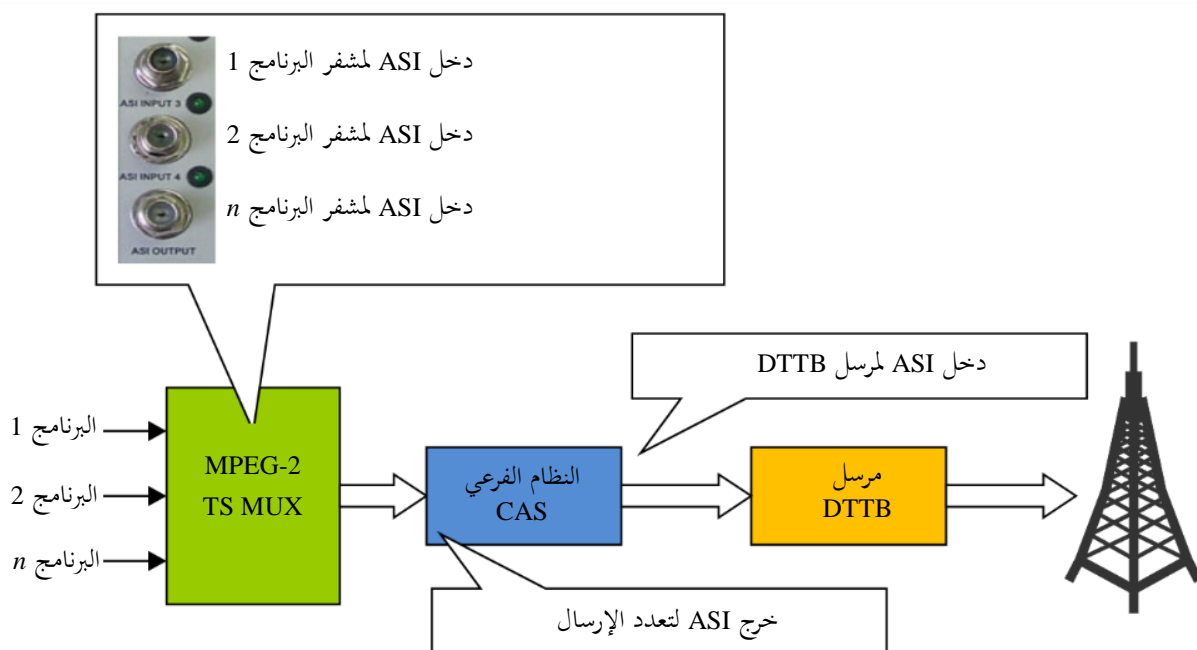 دخل ASI لمشفر البرنامج 1
ASI INPUT 3
دخل ASI لمشفر البرنامج 2
ASI INPUT 4
دخل ASI لمشفر البرنامج n
ASI OUTPUT
دخل ASI لمرسل DTTB
البرنامج 1
البرنامج 2
البرنامج n
MPEG-2
TS MUX
النظام الفرعي
CAS
مرسل
DTTB
خرج ASI لتعدد الإرسال